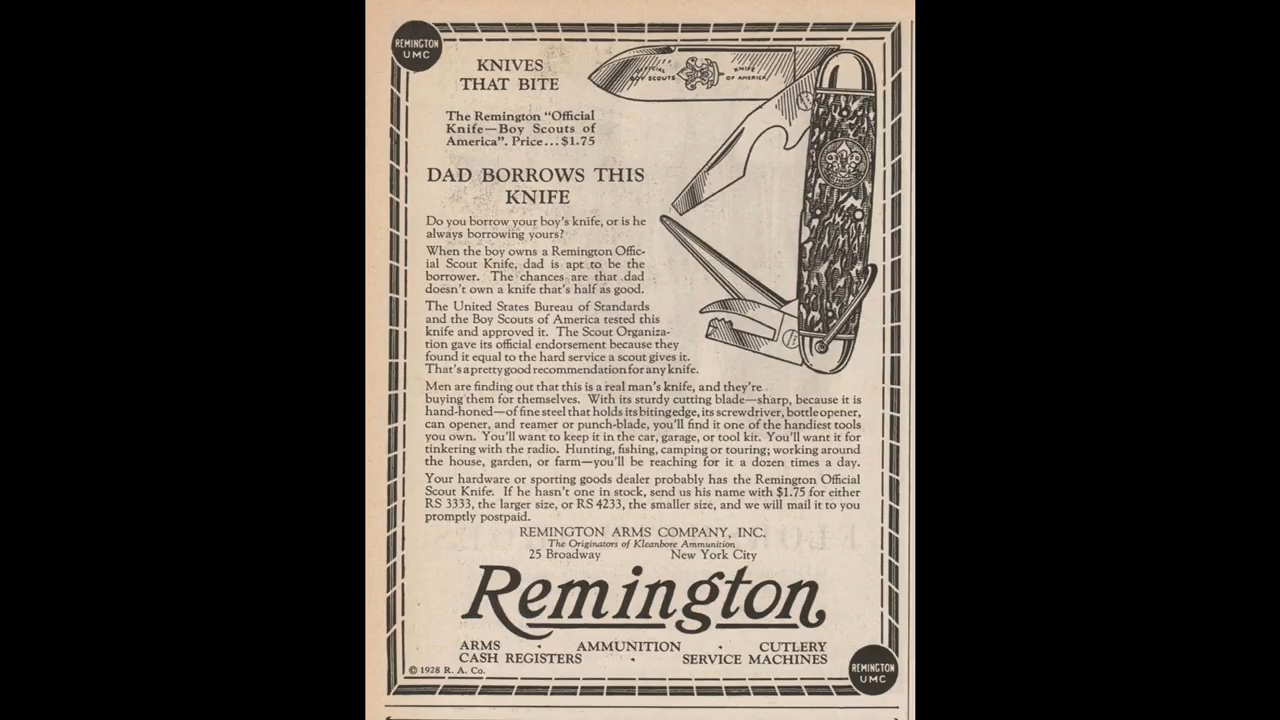 REMINGTON
UMC
KNIVES
THAT BITE
OFFICIAL KNIFE
BOY SCOUTS OF AMERICA
The Remington "Official
Knife—Boy Scouts of
America". Price...$1.75
DAD BORROWS THIS
KNIFE
Do you borrow your boy's knife, or is he
always borrowing yours?
When the boy owns a Remington Offic-
ial Scout Knife, dad is apt to be the
borrower. The chances are that dad
doesn't own a knife that's half as good.
The United States Bureau of Standards
and the Boy Scouts of America tested this
knife and approved it. The Scout Organiza-
tion gave its official endorsement because they
found it equal to the hard service a scout gives it.
That's a pretty good recommendation for any knife.
Men are finding out that this is a real man's knife, and they're
buying them for themselves. With its sturdy cutting blade—sharp, because it is
hand-honed—of fine steel that holds its biting edge, its screwdriver, bottle opener,
can opener, and reamer or punch-blade, you'll find it one of the handiest tools
you own. You'll want to keep it in the car, garage, or tool kit. You'll want it for
tinkering with the radio. Hunting, fishing, camping or touring; working around
the house, garden, or farm—you'll be reaching for it a dozen times a day.
Your hardware or sporting goods dealer probably has the Remington Official
Scout Knife. If he hasn't one in stock, send us his name with $1.75 for either
RS 3333, the larger size, or RS 4233, the smaller size, and we will mail it to you
promptly postpaid.
REMINGTON ARMS COMPANY, INC.
The Originators of Kleanbore Ammunition
25 Broadway New York City
Remington
ARMS · AMMUNITION · CUTLERY
CASH REGISTERS · SERVICE MACHINES
© 1928 R. A. Co.
REMINGTON
UMC